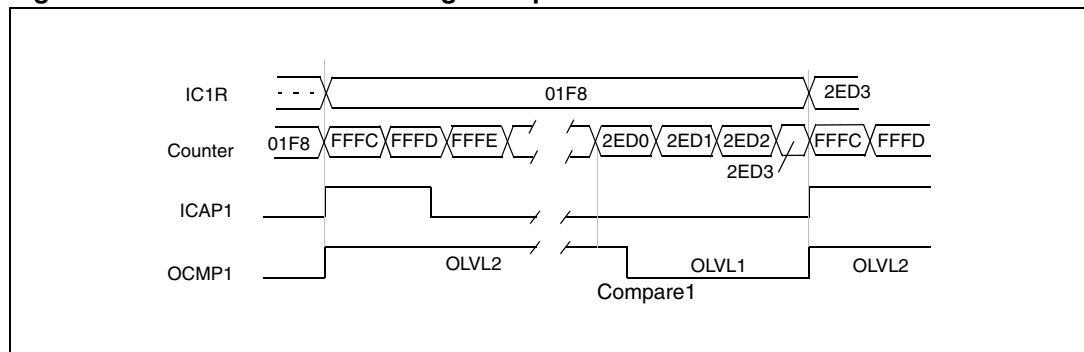 IC1R - - - 01F8 2ED3
Counter 01F8 FFFC FFFD FFFE 2ED0 2ED1 2ED2 FFFC FFFD
2ED3
ICAP1
OCMP1 OLVL2 OLVL1 OLVL2
Compare1